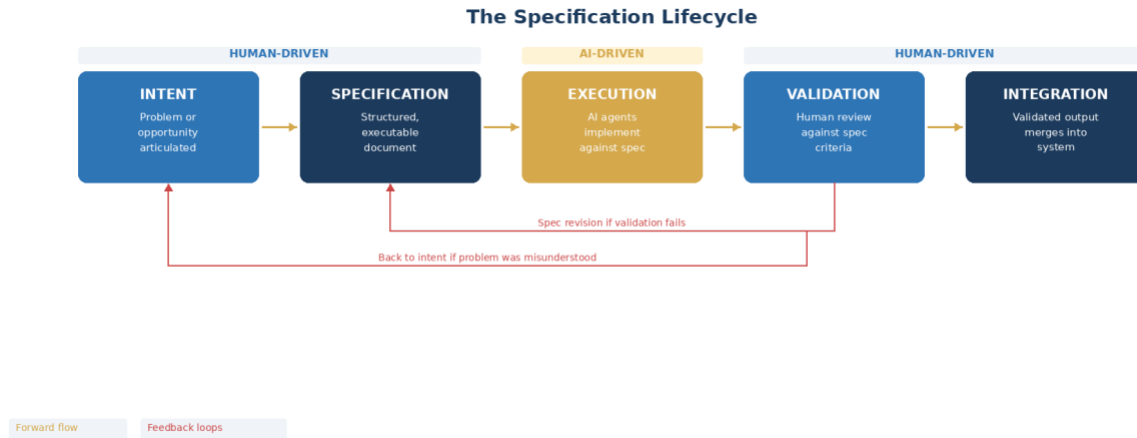 The Specification Lifecycle
HUMAN-DRIVEN
AI-DRIVEN
HUMAN-DRIVEN
INTENT
Problem or
opportunity
articulated
SPECIFICATION
Structured,
executable
document
EXECUTION
AI agents
implement
against spec
VALIDATION
Human review
against spec
criteria
INTEGRATION
Validated output
merges into
system
Spec revision if validation fails
Back to intent if problem was misunderstood
Forward flow
Feedback loops